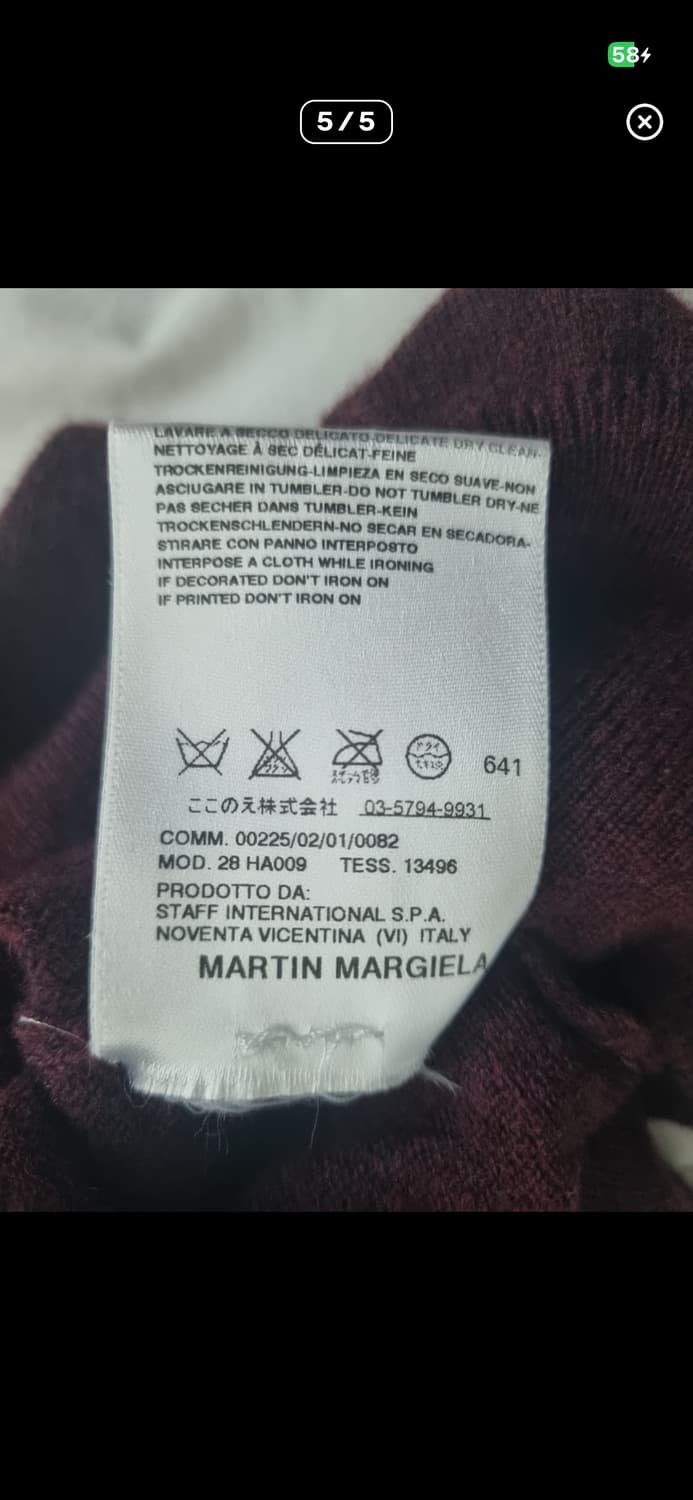 58
5/5
LAVARE A SECCO DELICATO-DELICATE DRY CLEAN-
NETTOYAGE À SEC DÉLICAT-FEINE
TROCKENREINIGUNG-LIMPIEZA EN SECO SUAVE-NON
ASCIUGARE IN TUMBLER-DO NOT TUMBLER DRY-NE
PAS SECHER DANS TUMBLER-KEIN
TROCKENSCHLENDERN-NO SECAR EN SECADORA-
STIRARE CON PANNO INTERPOSTO
INTERPOSE A CLOTH WHILE IRONING
IF DECORATED DON'T IRON ON
IF PRINTED DON'T IRON ON
ドライ
641
ここのえ株式会社 03-5794-9931
COMM. 00225/02/01/0082
MOD. 28 HA009 TESS. 13496
PRODOTTO DA:
STAFF INTERNATIONAL S.P.A.
NOVENTA VICENTINA (VI) ITALY
MARTIN MARGIELA